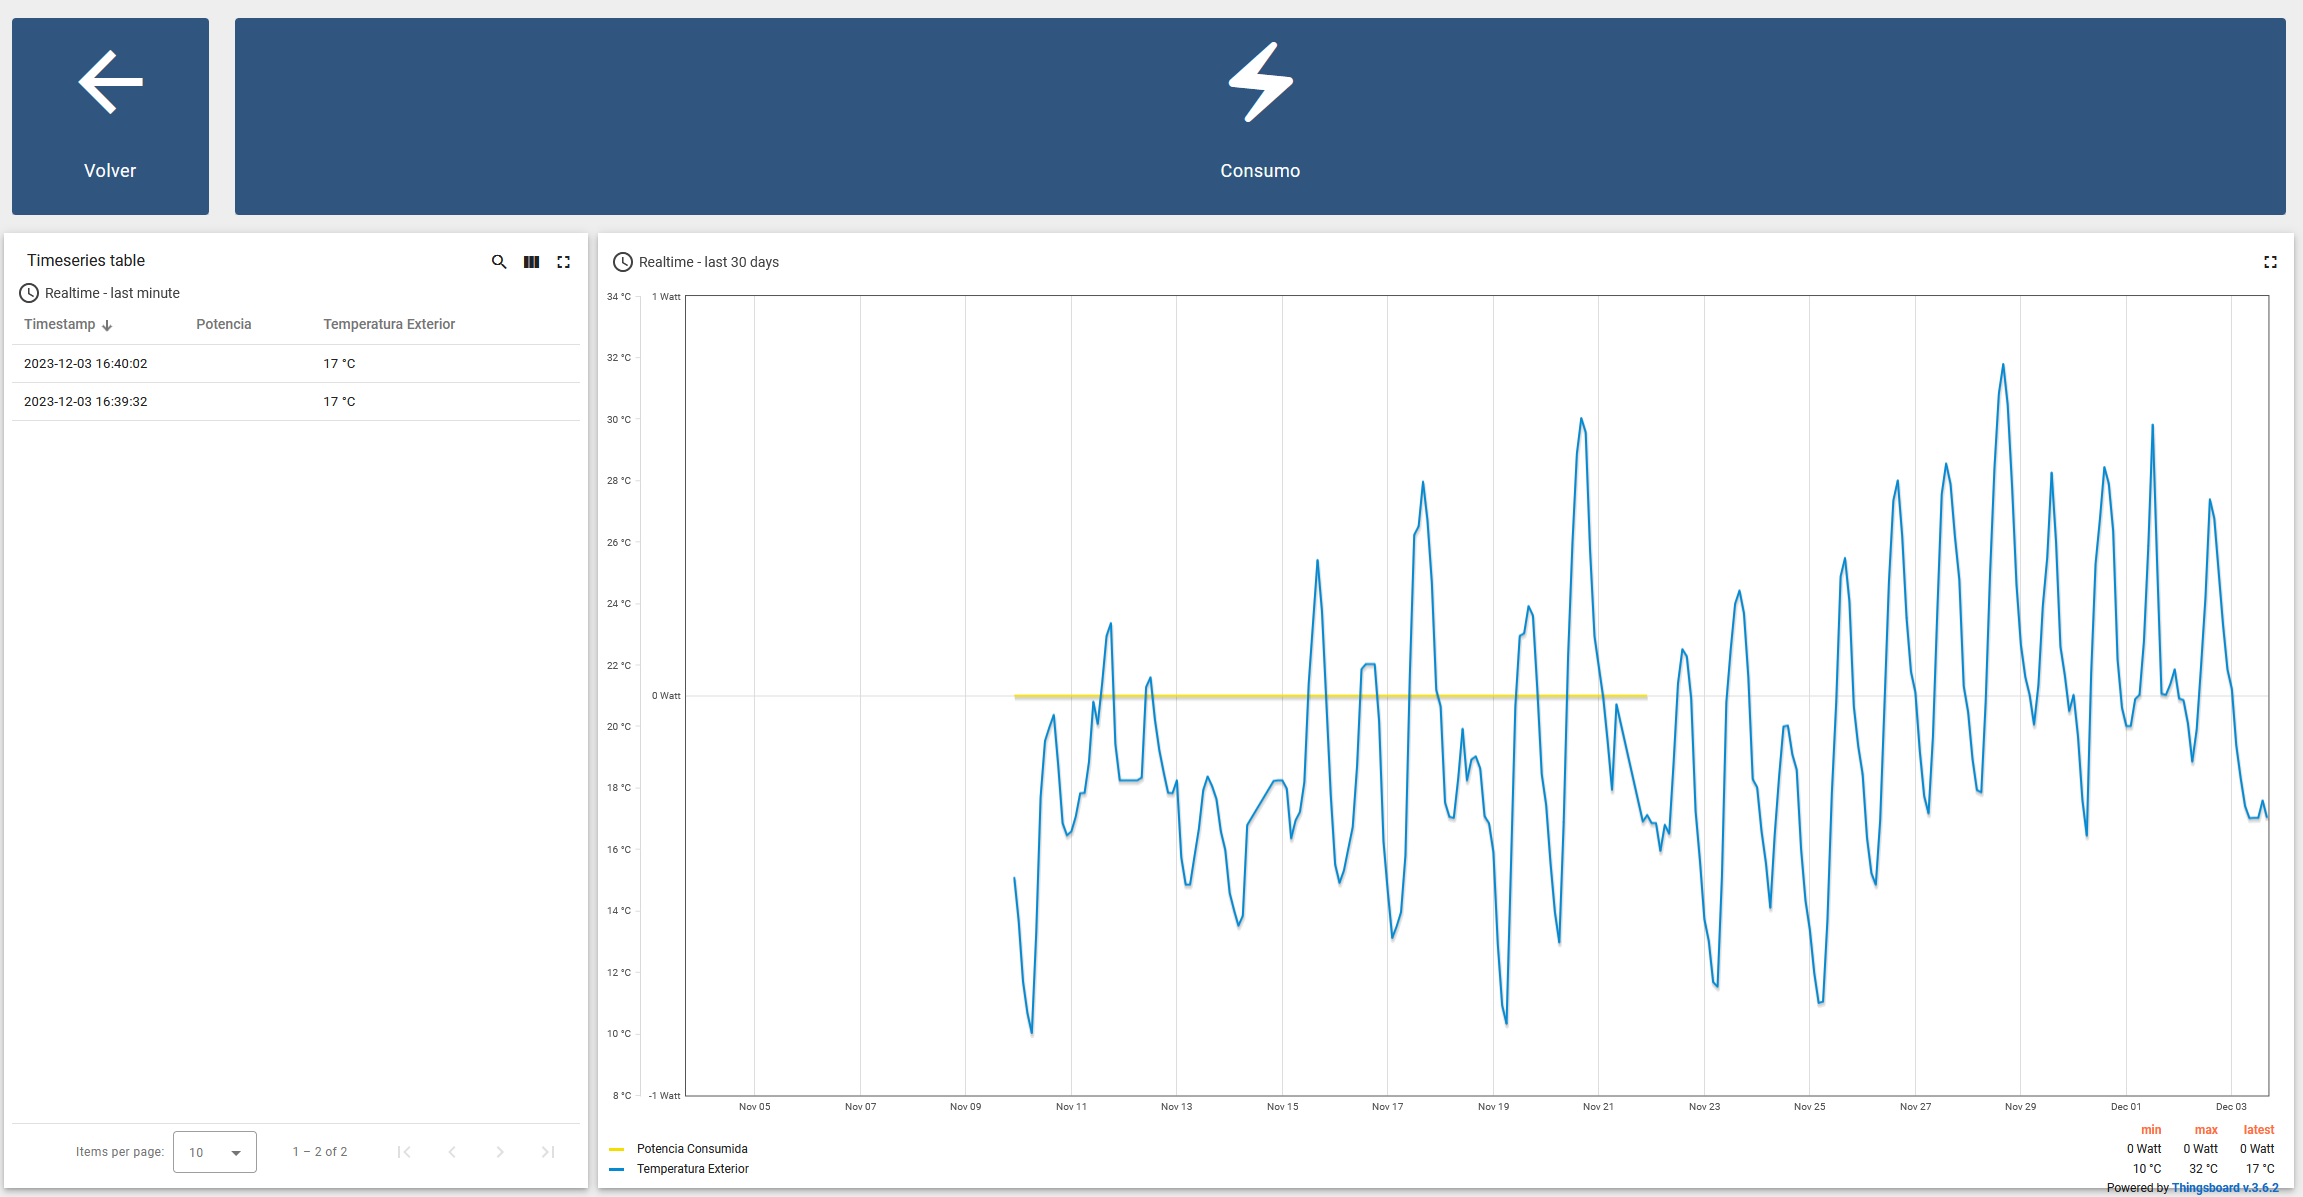 Volver
Consumo
Timeseries table
Realtime - last minute
Timestamp Potencia Temperatura Exterior
2023-12-03 16:40:02 17 °C
2023-12-03 16:39:32 17 °C
Items per page: 10 1 – 2 of 2
Realtime - last 30 days
34 °C 1 Watt
32 °C
30 °C
28 °C
26 °C
24 °C
22 °C
0 Watt
20 °C
18 °C
16 °C
14 °C
12 °C
10 °C
8 °C -1 Watt
Nov 05 Nov 07 Nov 09 Nov 11 Nov 13 Nov 15 Nov 17 Nov 19 Nov 21 Nov 23 Nov 25 Nov 27 Nov 29 Dec 01 Dec 03
min max latest
Potencia Consumida 0 Watt 0 Watt 0 Watt
Temperatura Exterior 10 °C 32 °C 17 °C
Powered by Thingsboard v.3.6.2